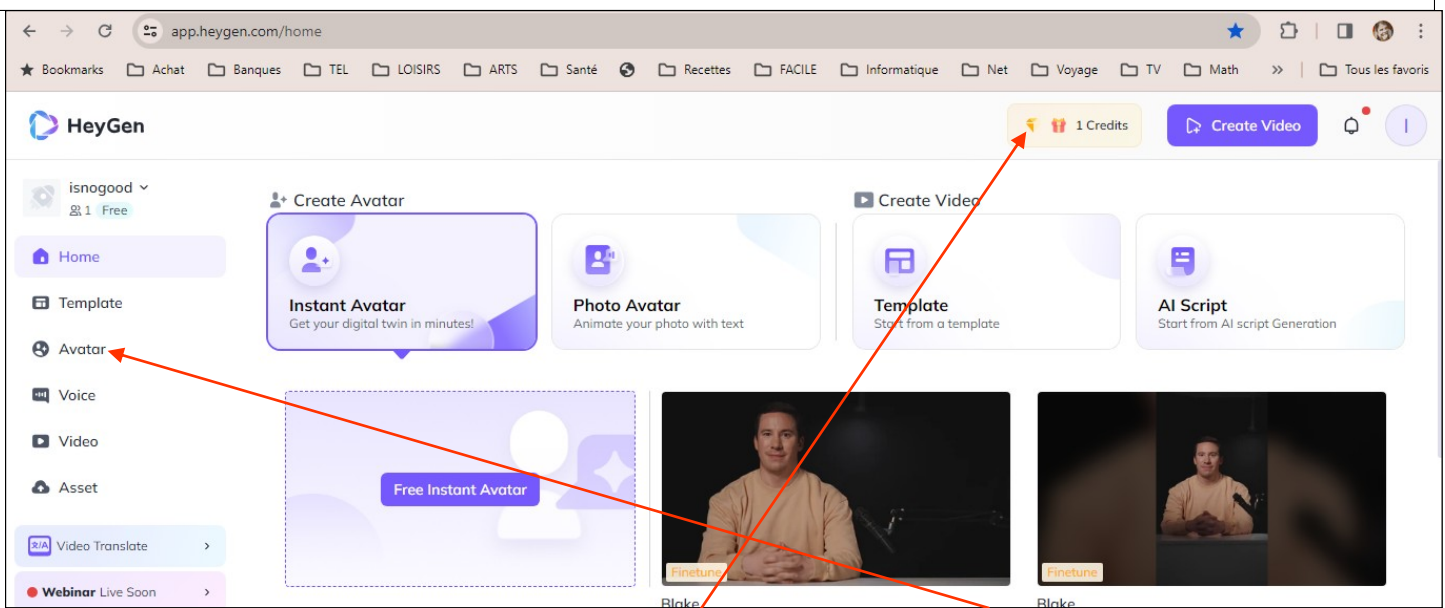 app.heygen.com/home
Bookmarks Achat Banques TEL LOISIRS ARTS Santé Recettes FACILE Informatique Net Voyage TV Math » Tous les favoris
HeyGen
1 Credits
Create Video
I
isnogood
1 Free
Home
Template
Avatar
Voice
Video
Asset
Video Translate
Webinar Live Soon
Create Avatar
Create Video
Instant Avatar
Get your digital twin in minutes!
Photo Avatar
Animate your photo with text
Template
Start from a template
AI Script
Start from AI script Generation
Free Instant Avatar
Finetune
Blake
Finetune
Blake